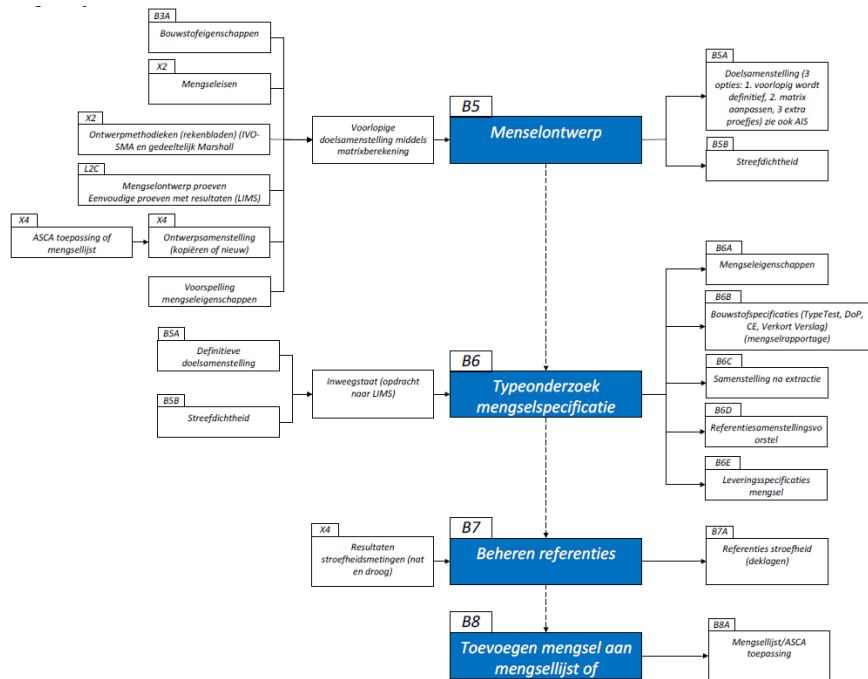 B3A
Bouwstofeigenschappen
X2
Mengseleisen
X2
Ontwerpmethodieken (rekenbladen) (IVO-
SMA en gedeeltelijk Marshall
L2C
Mengselontwerp proeven
Eenvoudige proeven met resultaten (LIMS)
X4
ASCA toepassing of
mengsellijst
X4
Ontwerpsamenstelling
(kopiëren of nieuw)
Voorspelling
mengseleigenschappen
Voorlopige
doelsamenstelling middels
matrixberekening
B5
Menselontwerp
B5A
Doelsamenstelling (3
opties: 1. voorlopig wordt
definitief, 2. matrix
aanpassen, 3 extra
proefjes) zie ook AIS
B5B
Streefdichtheid
B5A
Definitieve
doelsamenstelling
B5B
Streefdichtheid
Inweegstaat (opdracht
naar LIMS)
B6
Typeonderzoek
mengselspecificatie
B6A
Mengseleigenschappen
B6B
Bouwstofspecificaties (TypeTest, DoP,
CE, Verkort Verslag)
(mengselrapportage)
B6C
Samenstelling na extractie
B6D
Referentiesamenstellingsvo
orstel
B6E
Leveringsspecificaties
mengsel
X4
Resultaten
stroefheidsmetingen (nat
en droog)
B7
Beheren referenties
B7A
Referenties stroefheid
(deklagen)
B8
Toevoegen mengsel aan
mengsellijst of
B8A
Mengsellijst/ASCA
toepassing